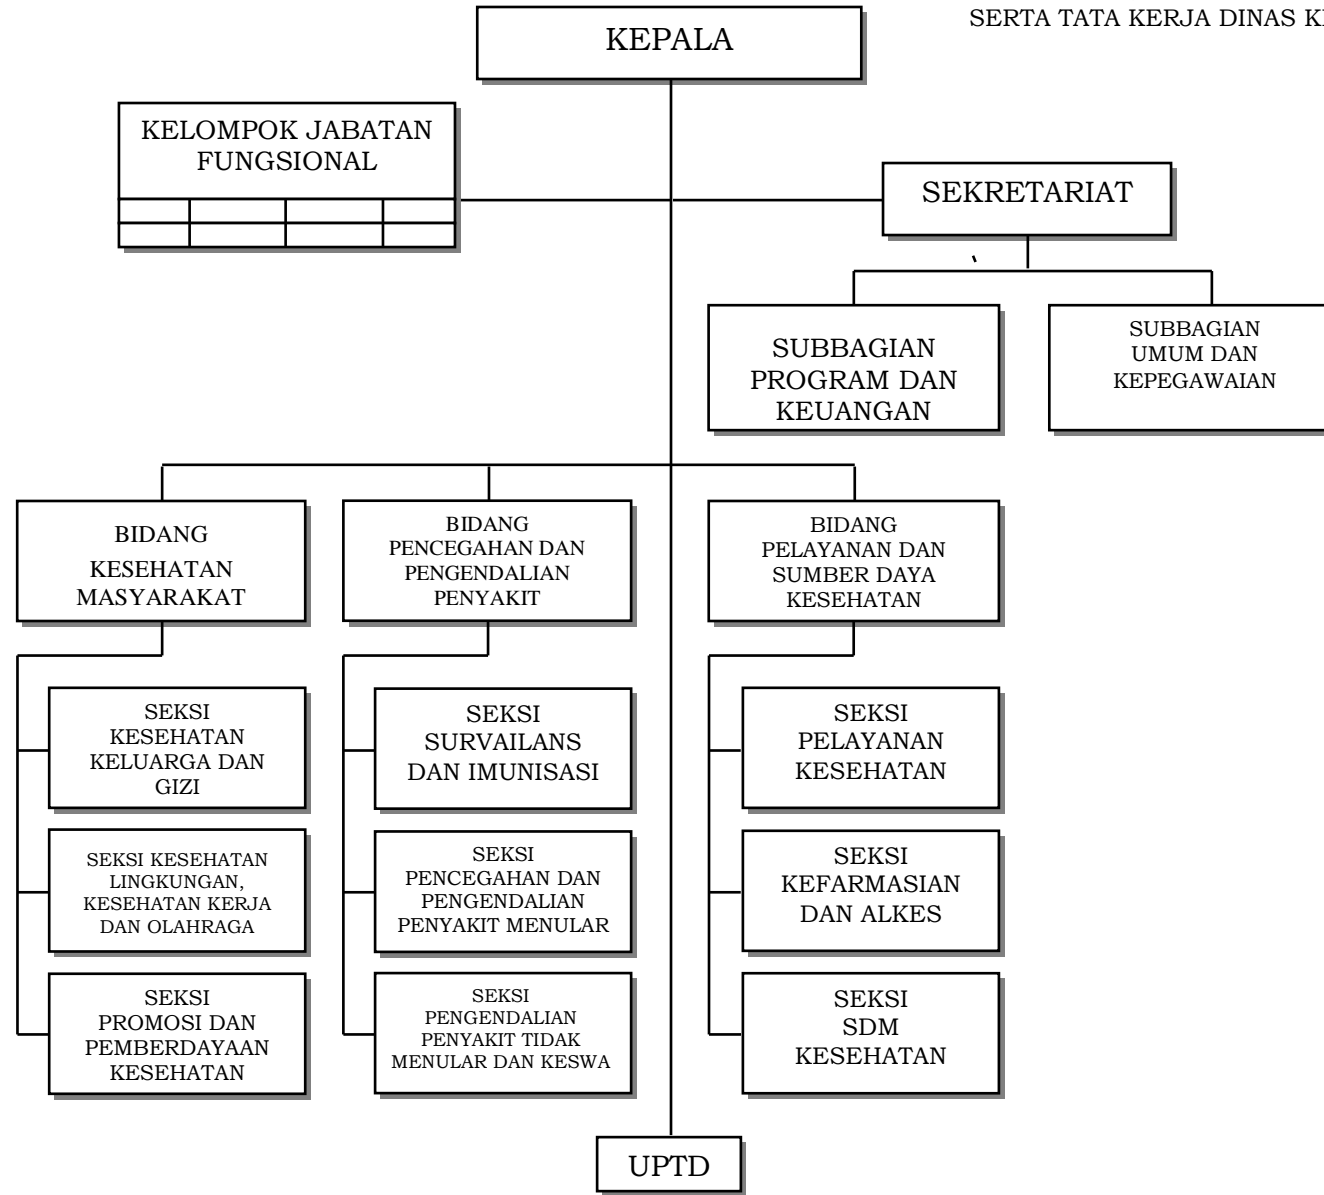 SERTA TATA KERJA DINAS
KEPALA
KELOMPOK JABATAN
FUNGSIONAL
SEKRETARIAT
SUBBAGIAN
PROGRAM DAN
KEUANGAN
SUBBAGIAN
UMUM DAN
KEPEGAWAIAN
BIDANG
KESEHATAN
MASYARAKAT
BIDANG
PENCEGAHAN DAN
PENGENDALIAN
PENYAKIT
BIDANG
PELAYANAN DAN
SUMBER DAYA
KESEHATAN
SEKSI
KESEHATAN
KELUARGA DAN
GIZI
SEKSI KESEHATAN
LINGKUNGAN,
KESEHATAN KERJA
DAN OLAHRAGA
SEKSI
PROMOSI DAN
PEMBERDAYAAN
KESEHATAN
SEKSI
SURVAILANS
DAN IMUNISASI
SEKSI
PENCEGAHAN DAN
PENGENDALIAN
PENYAKIT MENULAR
SEKSI
PENGENDALIAN
PENYAKIT TIDAK
MENULAR DAN KESWA
SEKSI
PELAYANAN
KESEHATAN
SEKSI
KEFARMASIAN
DAN ALKES
SEKSI
SDM
KESEHATAN
UPTD